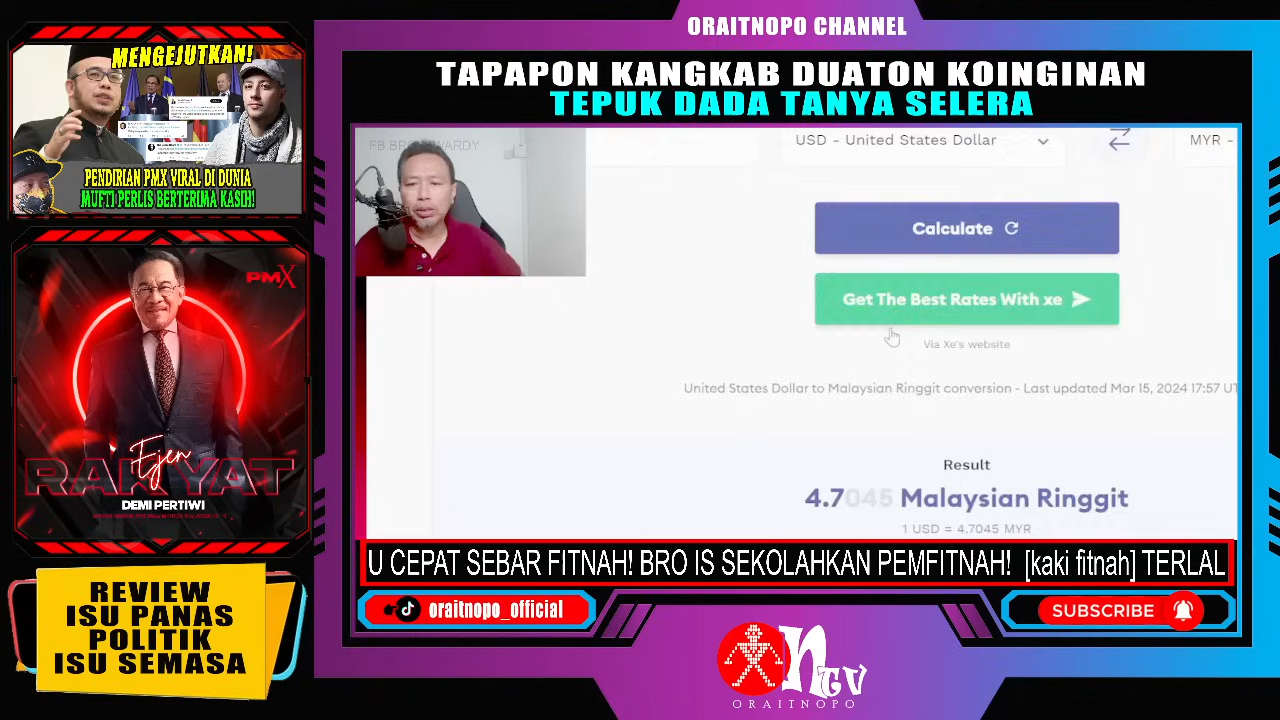 ORAITNOPO CHANNEL
TAPAPON KANGKAB DUATON KOINGINAN
TEPUK DADA TANYA SELERA
MENGEJUTKAN!
PENDIRIAN PMX VIRAL DI DUNIA
MUFTI PERLIS BERTERIMA KASIH!
PMX
Ejen
RAKYAT
DEMI PERTIWI
REVIEW
ISU PANAS
POLITIK
ISU SEMASA
USD - United States Dollar
MYR -
Calculate
Get The Best Rates With xe
Via Xe's website
United States Dollar to Malaysian Ringgit conversion - Last updated Mar 15, 2024 17:57 UT
Result
4.7045 Malaysian Ringgit
1 USD = 4.7045 MYR
U CEPAT SEBAR FITNAH! BRO IS SEKOLAHKAN PEMFITNAH! [kaki fitnah] TERLAL
oraitnopo_official
SUBSCRIBE
nTV
ORAITNOPO